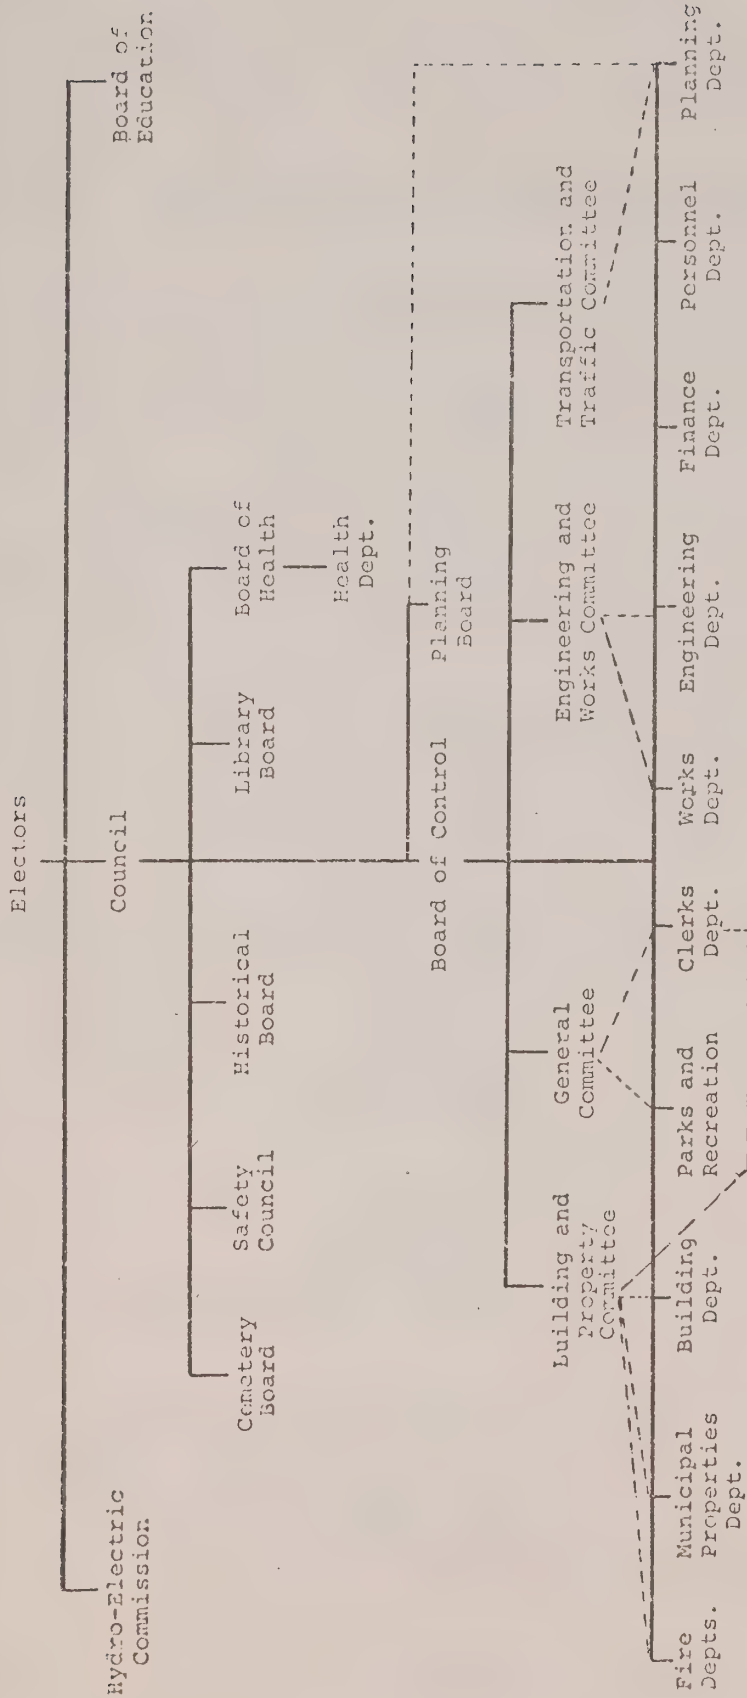 Electors
Hydro-Electric
Commission
Council
Board of
Education
Cemetery
Board
Safety
Council
Historical
Board
Library
Board
Board of
Health
Health
Dept.
Board of Control
Planning
Board
Building and
Property
Committee
General
Committee
Engineering and
Works Committee
Transportation and
Traffic Committee
Fire
Depts.
Municipal
Properties
Dept.
Building
Dept.
Parks and
Recreation
Clerks
Dept.
Works
Dept.
Engineering
Dept.
Finance
Dept.
Personnel
Dept.
Planning
Dept.